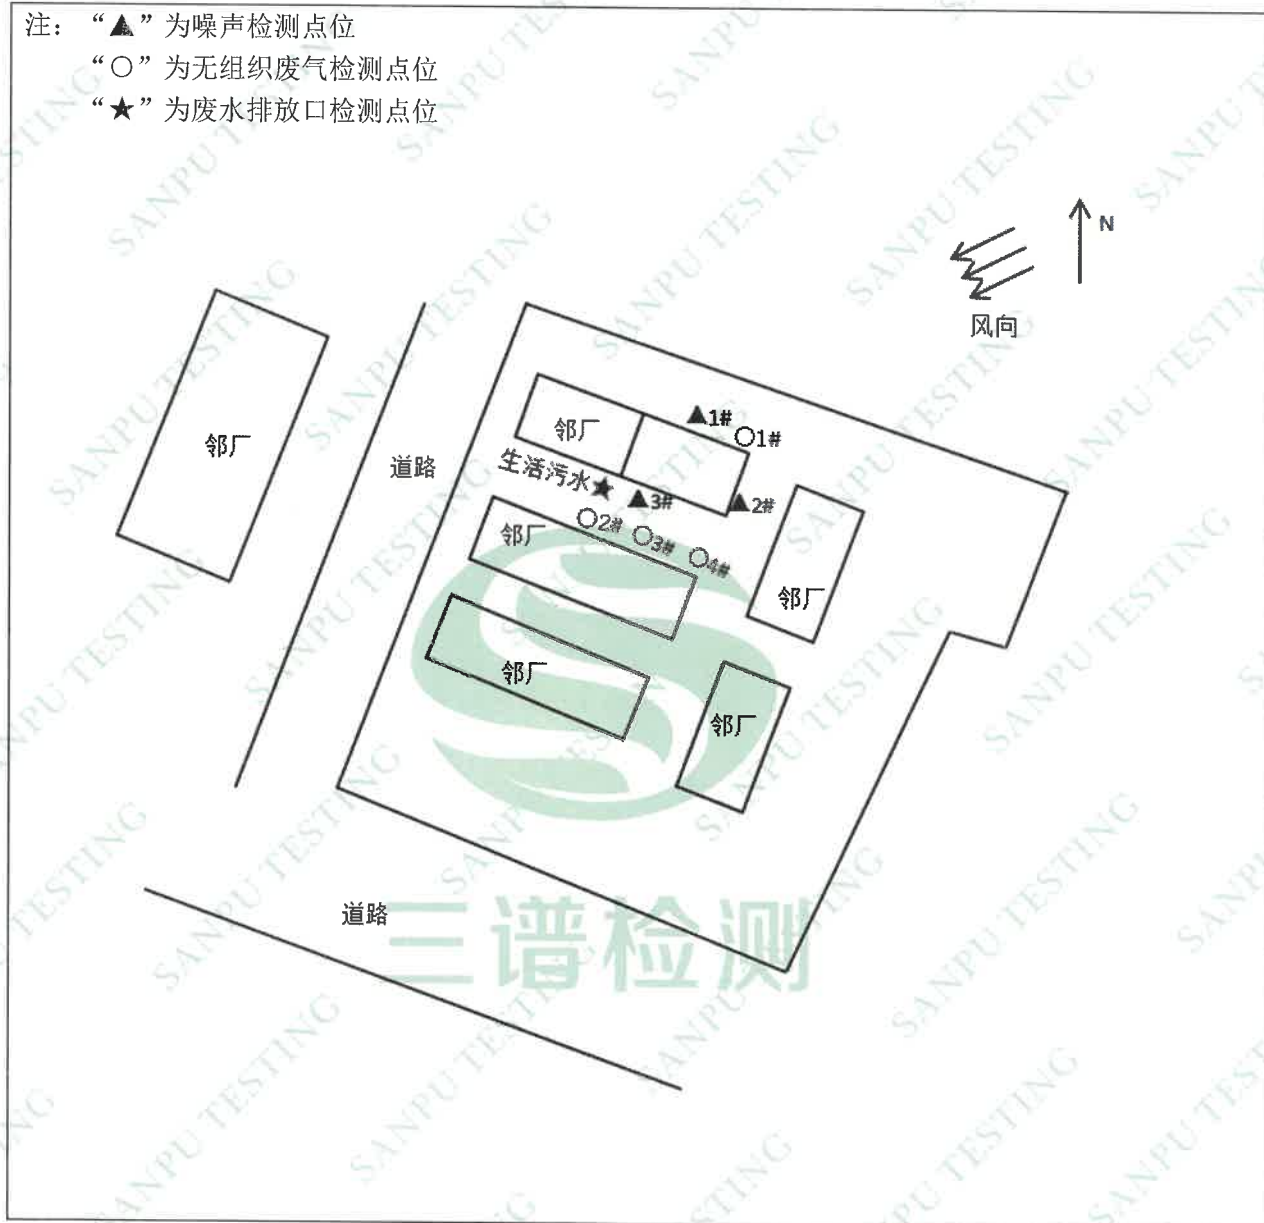 注：“▲”为噪声检测点位
“○”为无组织废气检测点位
“★”为废水排放口检测点位
N
风向
邻厂
道路
邻厂
▲1#
○1#
生活污水★
▲3#
▲2#
邻厂
○2#
○3#
○4#
邻厂
邻厂
邻厂
道路
三谱检测
SANPU TESTING